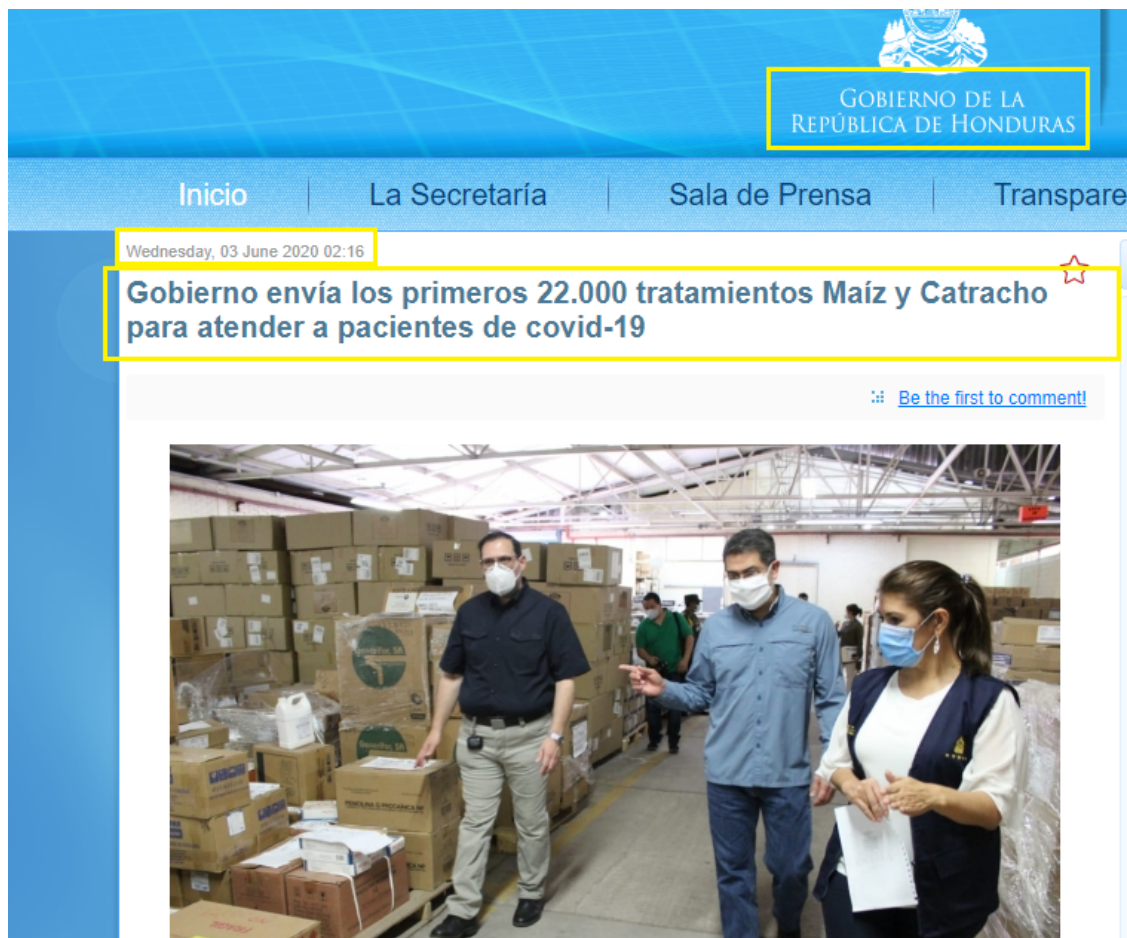 GOBIERNO DE LA
REPÚBLICA DE HONDURAS
Inicio
La Secretaría
Sala de Prensa
Transpare
Wednesday, 03 June 2020 02:16
Gobierno envía los primeros 22.000 tratamientos Maíz y Catracho
para atender a pacientes de covid-19
Be the first to comment!